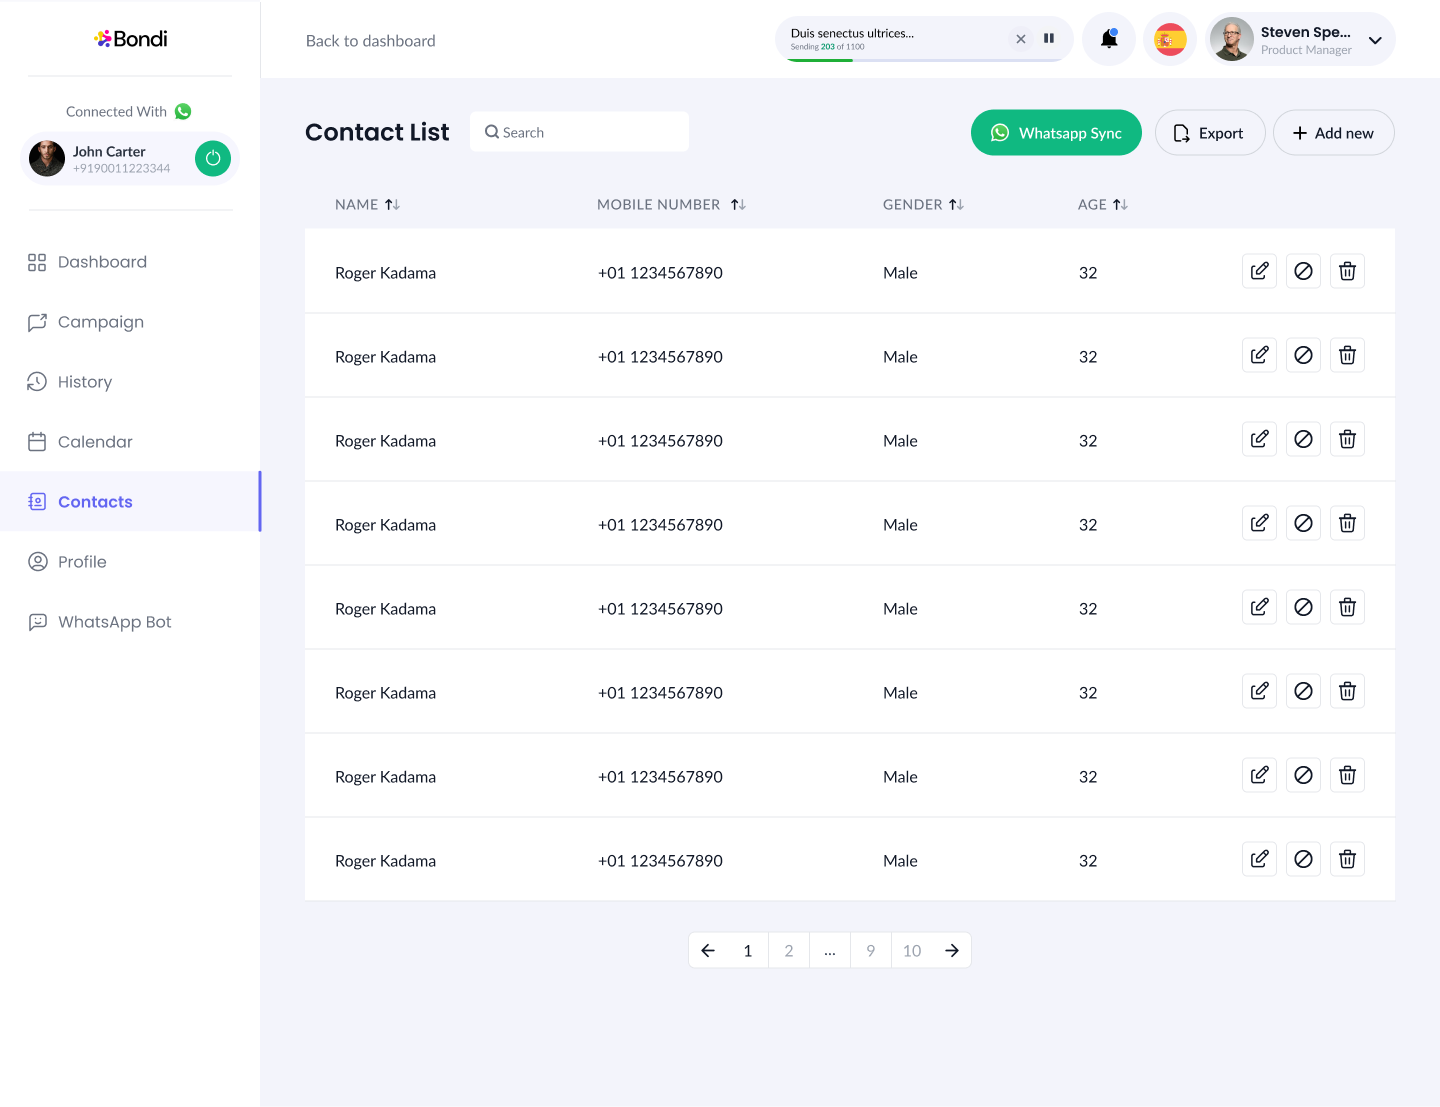 Bondi
Back to dashboard
Duis senectus ultrices...
Sending 203 of 1100
Steven Spe...
Product Manager
Connected With
John Carter
+9190011223344
Dashboard
Campaign
History
Calendar
Contacts
Profile
WhatsApp Bot
Contact List
Search
Whatsapp Sync
Export
Add new
NAME MOBILE NUMBER GENDER AGE
Roger Kadama +01 1234567890 Male 32
Roger Kadama +01 1234567890 Male 32
Roger Kadama +01 1234567890 Male 32
Roger Kadama +01 1234567890 Male 32
Roger Kadama +01 1234567890 Male 32
Roger Kadama +01 1234567890 Male 32
Roger Kadama +01 1234567890 Male 32
Roger Kadama +01 1234567890 Male 32
1 2 ... 9 10